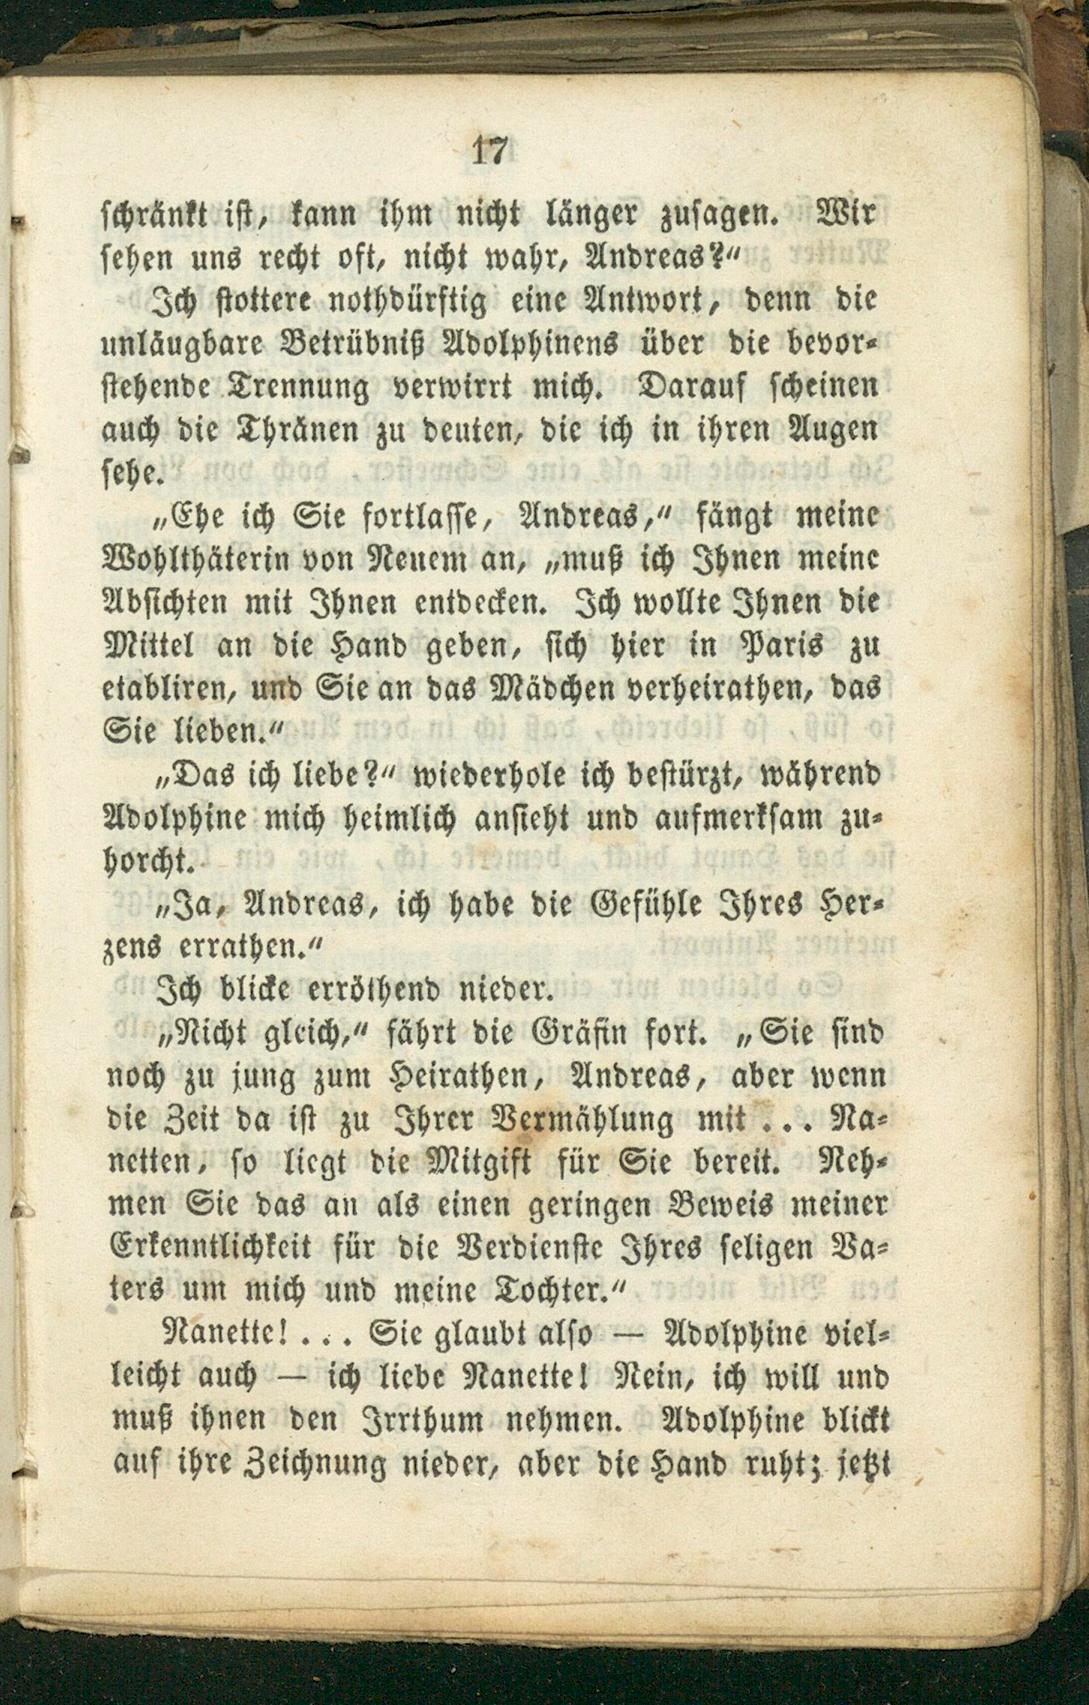 17
schränkt ist, kann ihm nicht länger zusagen. Wir
sehen uns recht oft, nicht wahr, Andreas?“
Ich stottere nothdürftig eine Antwort, denn die
unläugbare Betrübniß Adolphinens über die bevor-
stehende Trennung verwirrt mich. Darauf scheinen
auch die Thränen zu deuten, die ich in ihren Augen
sehe.
„Ehe ich Sie fortlasse, Andreas,“ fängt meine
Wohlthäterin von Neuem an, „muß ich Ihnen meine
Absichten mit Ihnen entdecken. Ich wollte Ihnen die
Mittel an die Hand geben, sich hier in Paris zu
etabliren, und Sie an das Mädchen verheirathen, das
Sie lieben.“
„Das ich liebe?“ wiederhole ich bestürzt, während
Adolphine mich heimlich ansieht und aufmerksam zu-
horcht.
„Ja, Andreas, ich habe die Gefühle Ihres Her-
zens errathen.“
Ich blicke erröthend nieder.
„Nicht gleich,“ fährt die Gräfin fort. „Sie sind
noch zu jung zum Heirathen, Andreas, aber wenn
die Zeit da ist zu Ihrer Vermählung mit ... Na-
netten, so liegt die Mitgift für Sie bereit. Neh-
men Sie das an als einen geringen Beweis meiner
Erkenntlichkeit für die Verdienste Ihres seligen Va-
ters um mich und meine Tochter.“
Nanette! ... Sie glaubt also — Adolphine viel-
leicht auch — ich liebe Nanette! Nein, ich will und
muß ihnen den Irrthum nehmen. Adolphine blickt
auf ihre Zeichnung nieder, aber die Hand ruht; jetzt